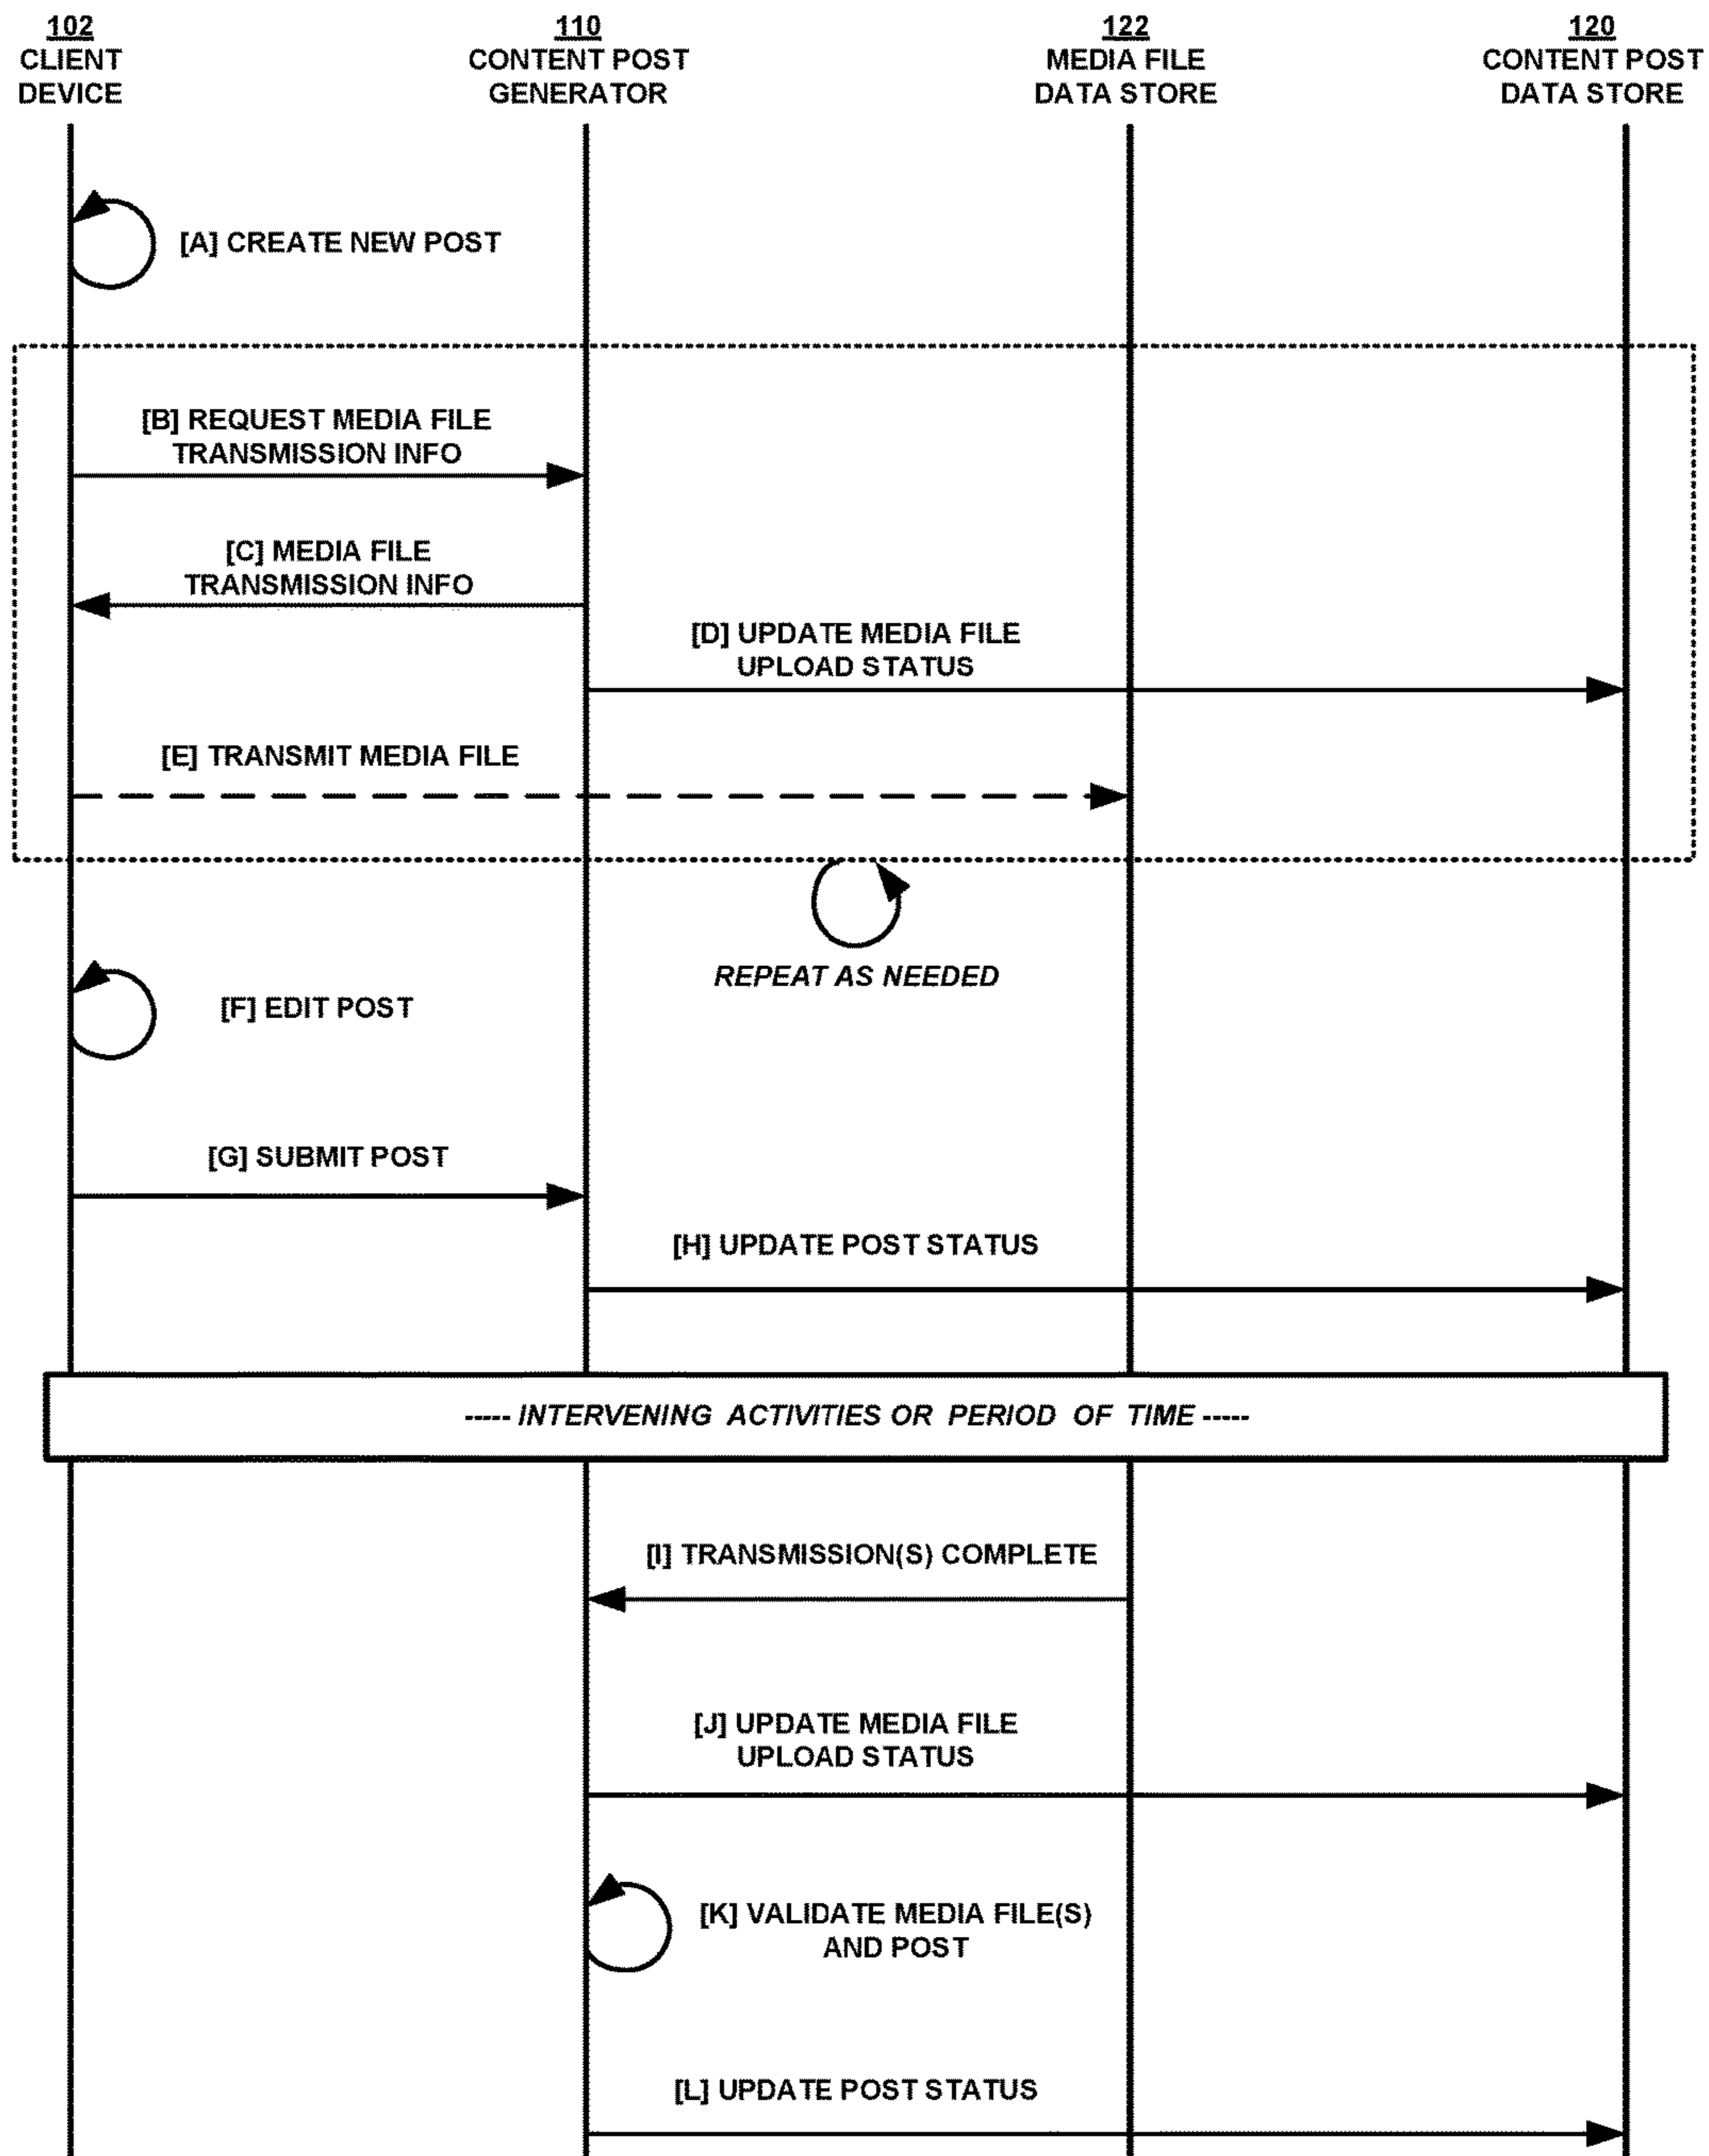 102
CLIENT
DEVICE
110
CONTENT POST
GENERATOR
122
MEDIA FILE
DATA STORE
120
CONTENT POST
DATA STORE
[A] CREATE NEW POST
[B] REQUEST MEDIA FILE
TRANSMISSION INFO
[C] MEDIA FILE
TRANSMISSION INFO
[D] UPDATE MEDIA FILE
UPLOAD STATUS
[E] TRANSMIT MEDIA FILE
REPEAT AS NEEDED
[F] EDIT POST
[G] SUBMIT POST
[H] UPDATE POST STATUS
----- INTERVENING ACTIVITIES OR PERIOD OF TIME -----
[I] TRANSMISSION(S) COMPLETE
[J] UPDATE MEDIA FILE
UPLOAD STATUS
[K] VALIDATE MEDIA FILE(S)
AND POST
[L] UPDATE POST STATUS